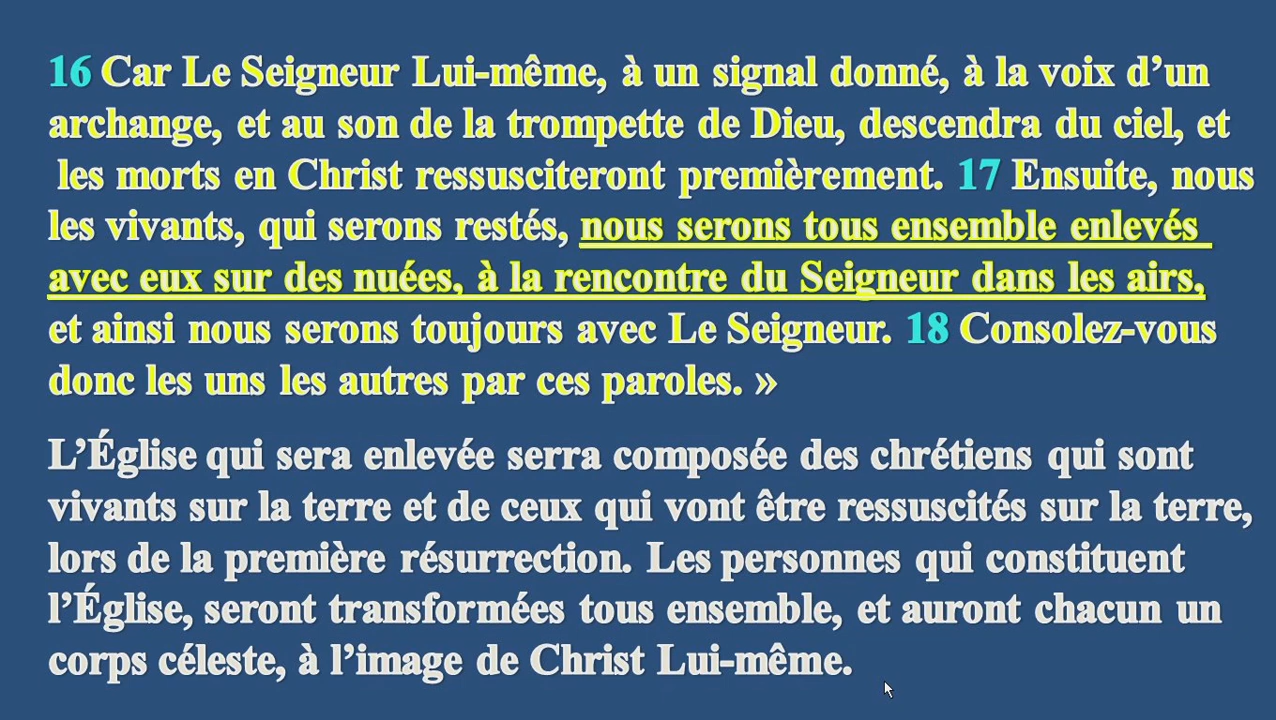 16 Car Le Seigneur Lui-même, à un signal donné, à la voix d’un
archange, et au son de la trompette de Dieu, descendra du ciel, et
les morts en Christ ressusciteront premièrement. 17 Ensuite, nous
les vivants, qui serons restés, nous serons tous ensemble enlevés
avec eux sur des nuées, à la rencontre du Seigneur dans les airs,
et ainsi nous serons toujours avec Le Seigneur. 18 Consolez-vous
donc les uns les autres par ces paroles. »
L’Église qui sera enlevée serra composée des chrétiens qui sont
vivants sur la terre et de ceux qui vont être ressuscités sur la terre,
lors de la première résurrection. Les personnes qui constituent
l’Église, seront transformées tous ensemble, et auront chacun un
corps céleste, à l’image de Christ Lui-même.